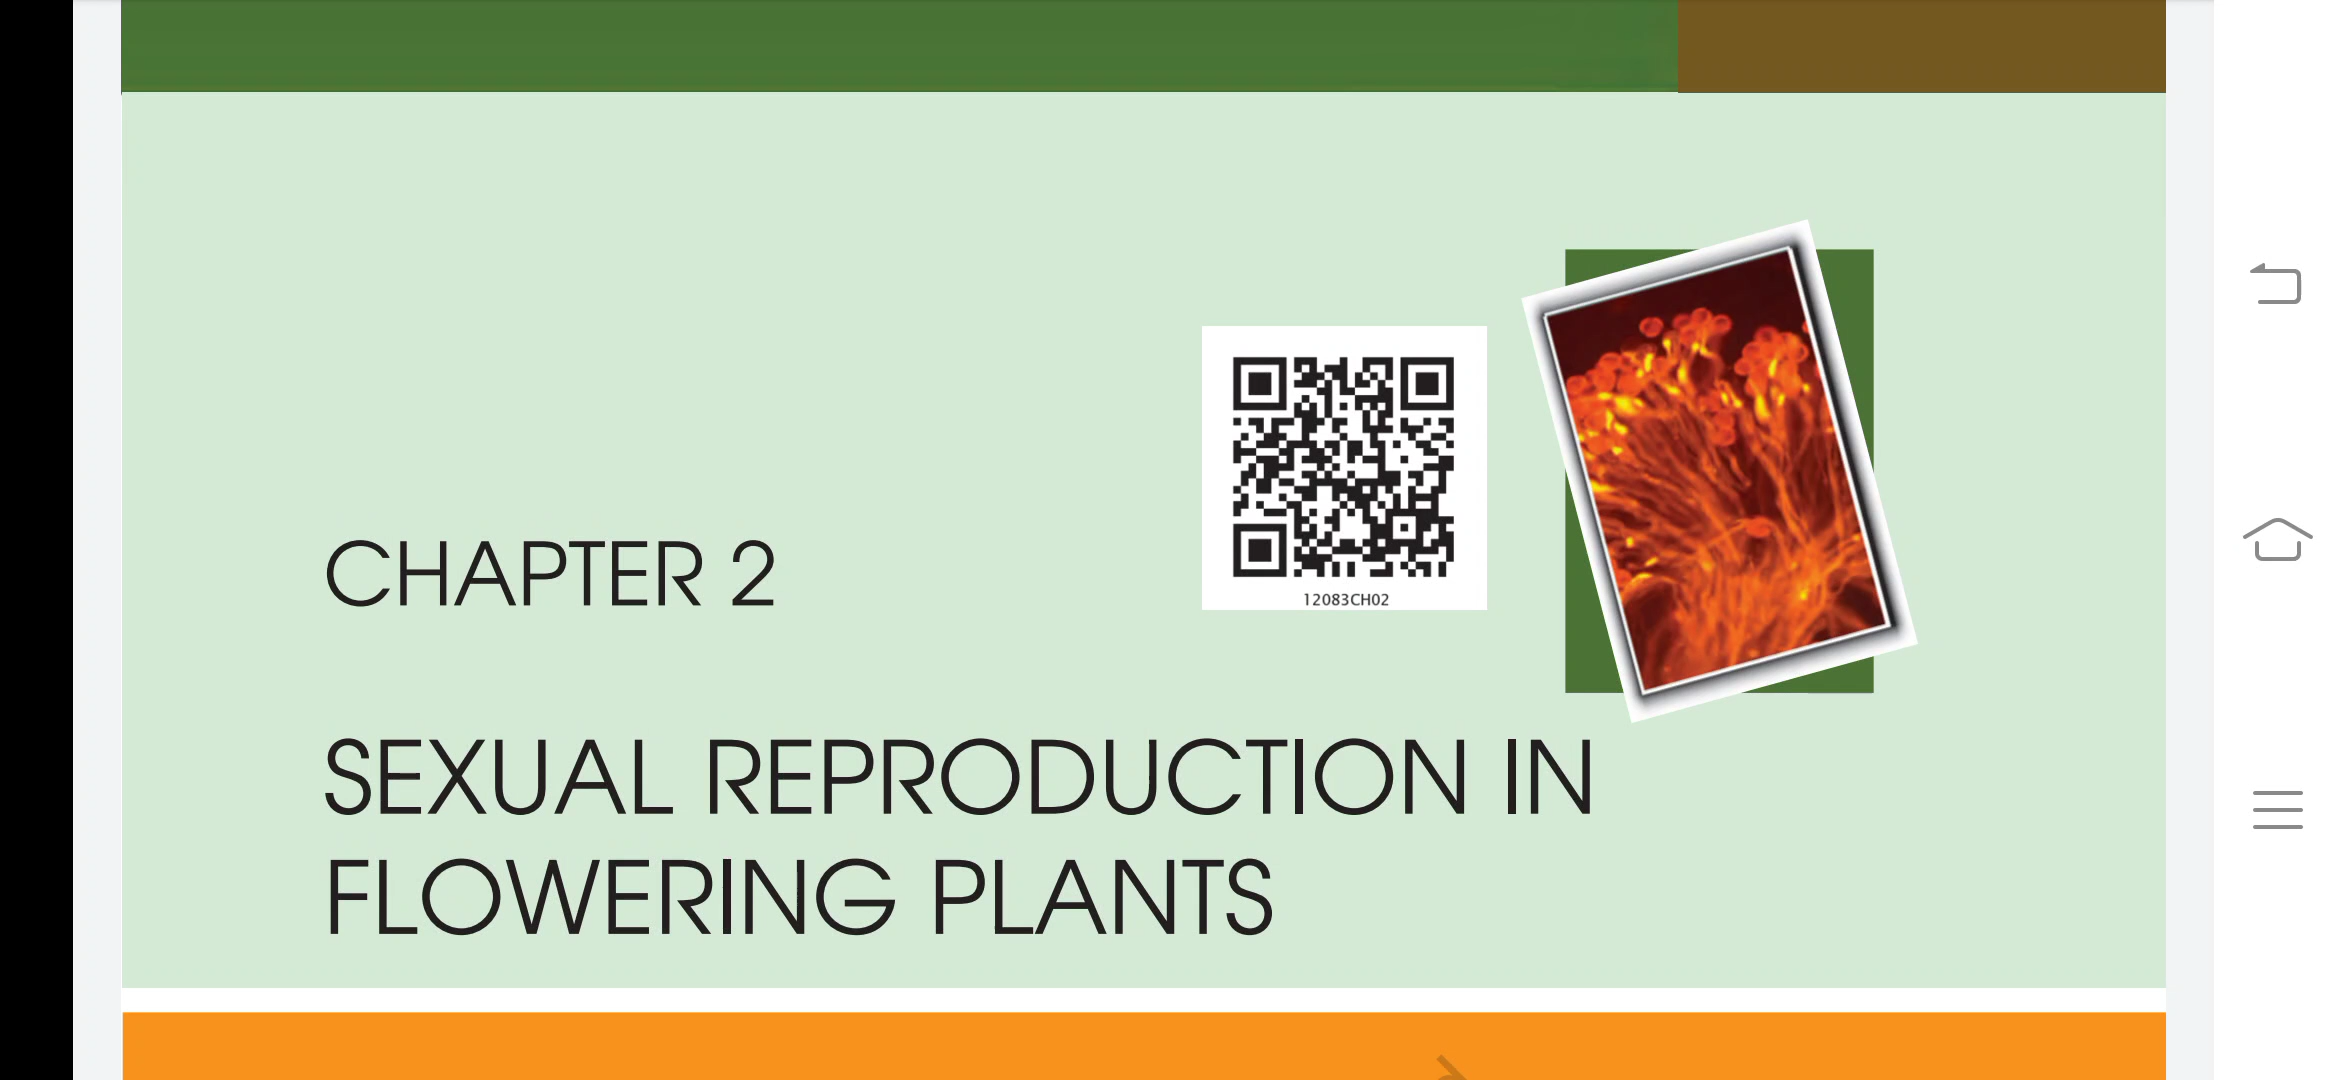 12083CH02
CHAPTER 2
SEXUAL REPRODUCTION IN
FLOWERING PLANTS